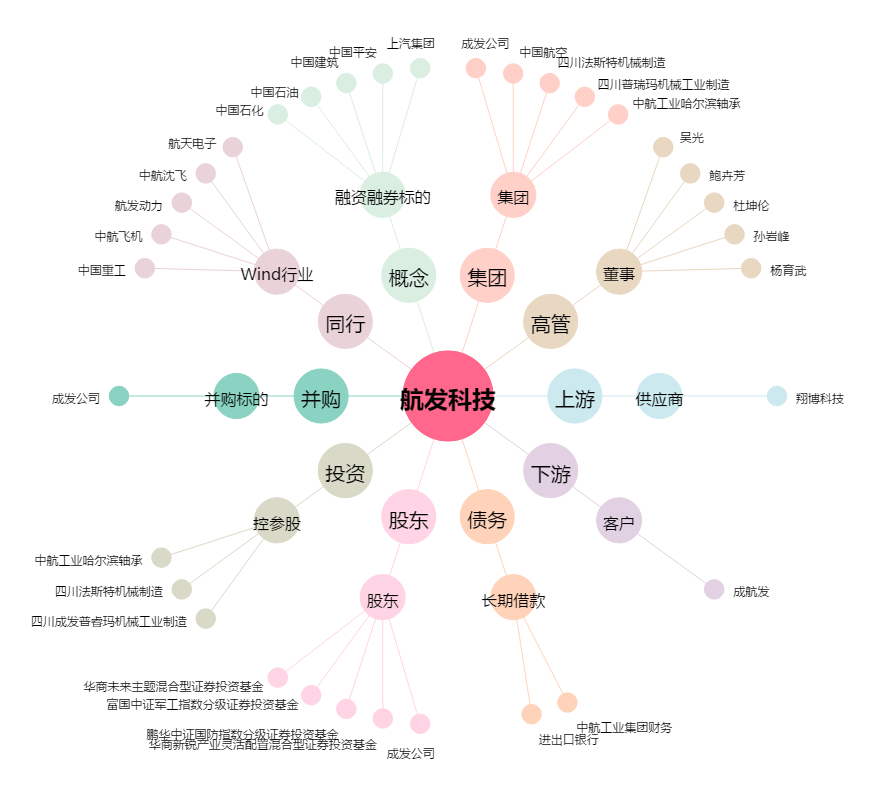 上汽集团
成发公司
中国平安
中国航空
中国建筑
四川法斯特机械制造
中国石油
四川普瑞玛机械工业制造
中国石化
中航工业哈尔滨轴承
航天电子
吴光
中航沈飞
鲍卉芳
融资融券标的
集团
航发动力
杜坤伦
中航飞机
孙岩峰
中国重工
Wind行业
概念
集团
董事
杨育武
同行
高管
成发公司
并购标的
并购
航发科技
上游
供应商
翔博科技
投资
下游
控参股
股东
债务
客户
中航工业哈尔滨轴承
四川法斯特机械制造
成航发
股东
长期借款
四川成发普睿玛机械工业制造
华商未来主题混合型证券投资基金
富国中证军工指数分级证券投资基金
中航工业集团财务
鹏华中证国防指数分级证券投资基金
进出口银行
华商新锐产业灵活配置混合型证券投资基金
成发公司